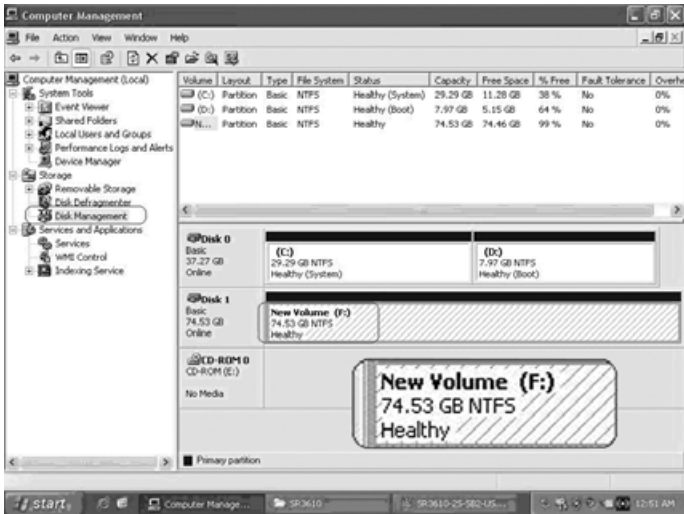 Computer Management
File Action View Window Help
Computer Management (Local)
System Tools
Event Viewer
Shared Folders
Local Users and Groups
Performance Logs and Alerts
Device Manager
Storage
Removable Storage
Disk Defragmenter
Disk Management
Services and Applications
Services
WMI Control
Indexing Service
Volume Layout Type File System Status Capacity Free Space % Free Fault Tolerance Overhe
(C:) Partition Basic NTFS Healthy (System) 29.29 GB 11.28 GB 38 % No 0%
(D:) Partition Basic NTFS Healthy (Boot) 7.97 GB 5.15 GB 64 % No 0%
N... Partition Basic NTFS Healthy 74.53 GB 74.46 GB 99 % No 0%
Disk 0
Basic
37.27 GB
Online
(C:)
29.29 GB NTFS
Healthy (System)
(D:)
7.97 GB NTFS
Healthy (Boot)
Disk 1
Basic
74.53 GB
Online
New Volume (F:)
74.53 GB NTFS
Healthy
CD-ROM 0
CD-ROM (E:)
No Media
New Volume (F:)
74.53 GB NTFS
Healthy
Primary partition
start
Computer Manage...
SR3610
SR3610-2S-SB2-US...
12:51 AM